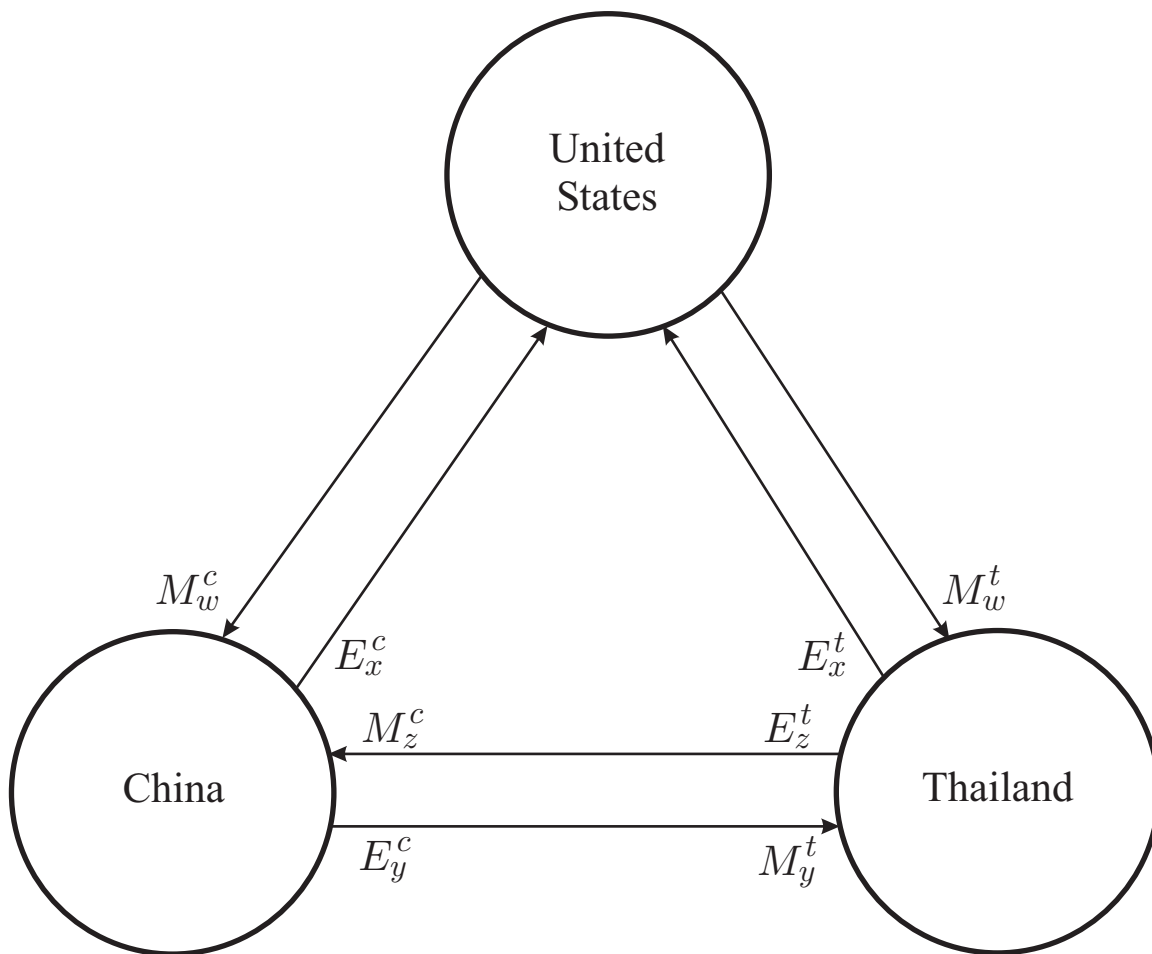 United
States
M_w^c
M_w^t
E_x^c
E_x^t
M_z^c
E_z^t
China
Thailand
E_y^c
M_y^t